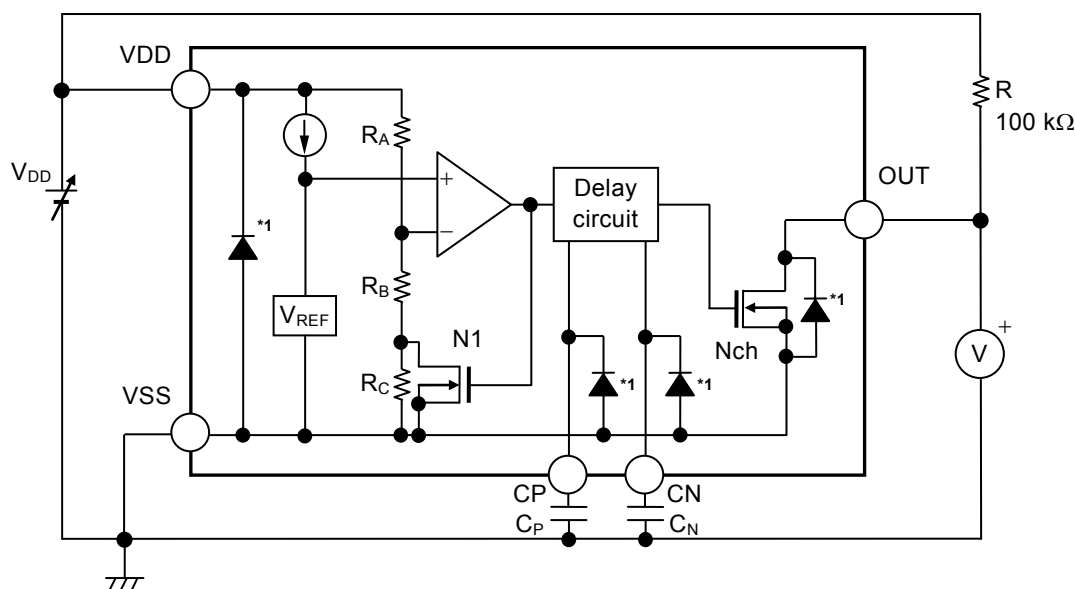 VDD
R
100 kΩ
*1
RA
VDD
+
−
Delay
circuit
OUT
RB
VREF
N1
*1
Nch
+
V
RC
*1
*1
VSS
CP
CN
CP
CN